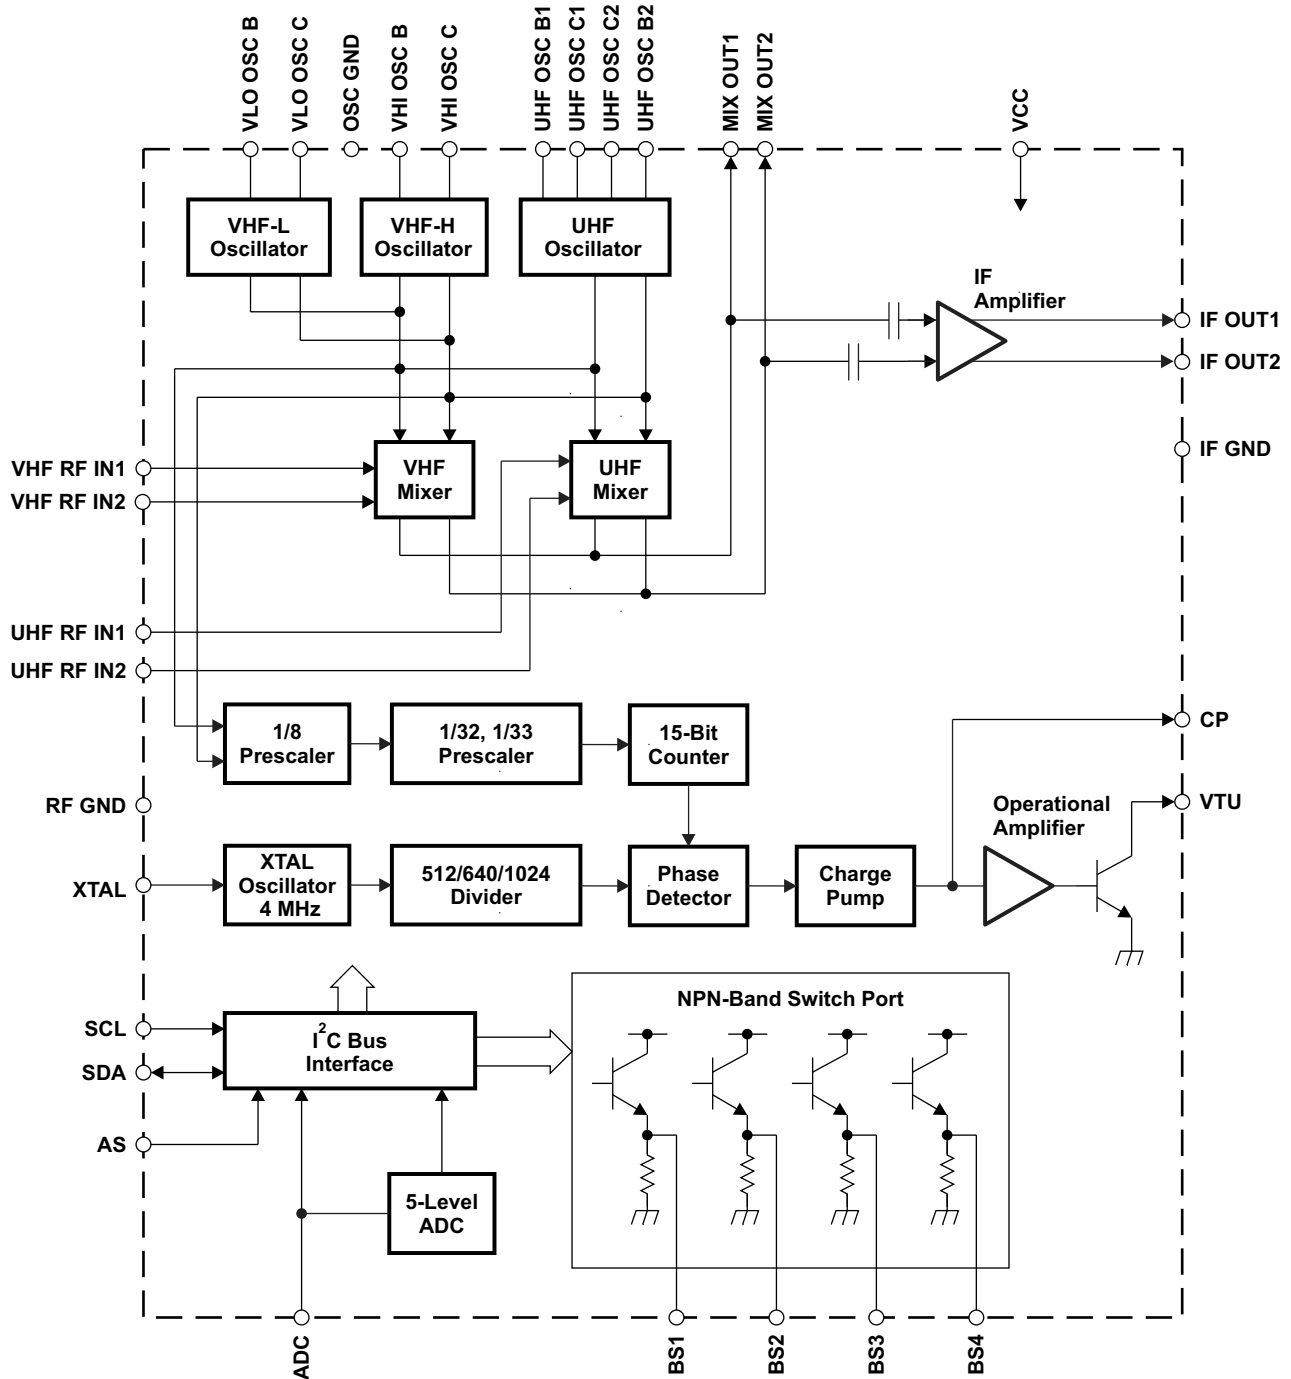 VLO OSC B
VLO OSC C
OSC GND
VHI OSC B
VHI OSC C
UHF OSC B1
UHF OSC C1
UHF OSC C2
UHF OSC B2
MIX OUT1
MIX OUT2
VCC
VHF-L
Oscillator
VHF-H
Oscillator
UHF
Oscillator
IF
Amplifier
IF OUT1
IF OUT2
IF GND
VHF RF IN1
VHF RF IN2
VHF
Mixer
UHF
Mixer
UHF RF IN1
UHF RF IN2
1/8
Prescaler
1/32, 1/33
Prescaler
15-Bit
Counter
CP
RF GND
Operational
Amplifier
VTU
XTAL
XTAL
Oscillator
4 MHz
512/640/1024
Divider
Phase
Detector
Charge
Pump
SCL
SDA
AS
I2C Bus
Interface
NPN-Band Switch Port
5-Level
ADC
ADC
BS1
BS2
BS3
BS4